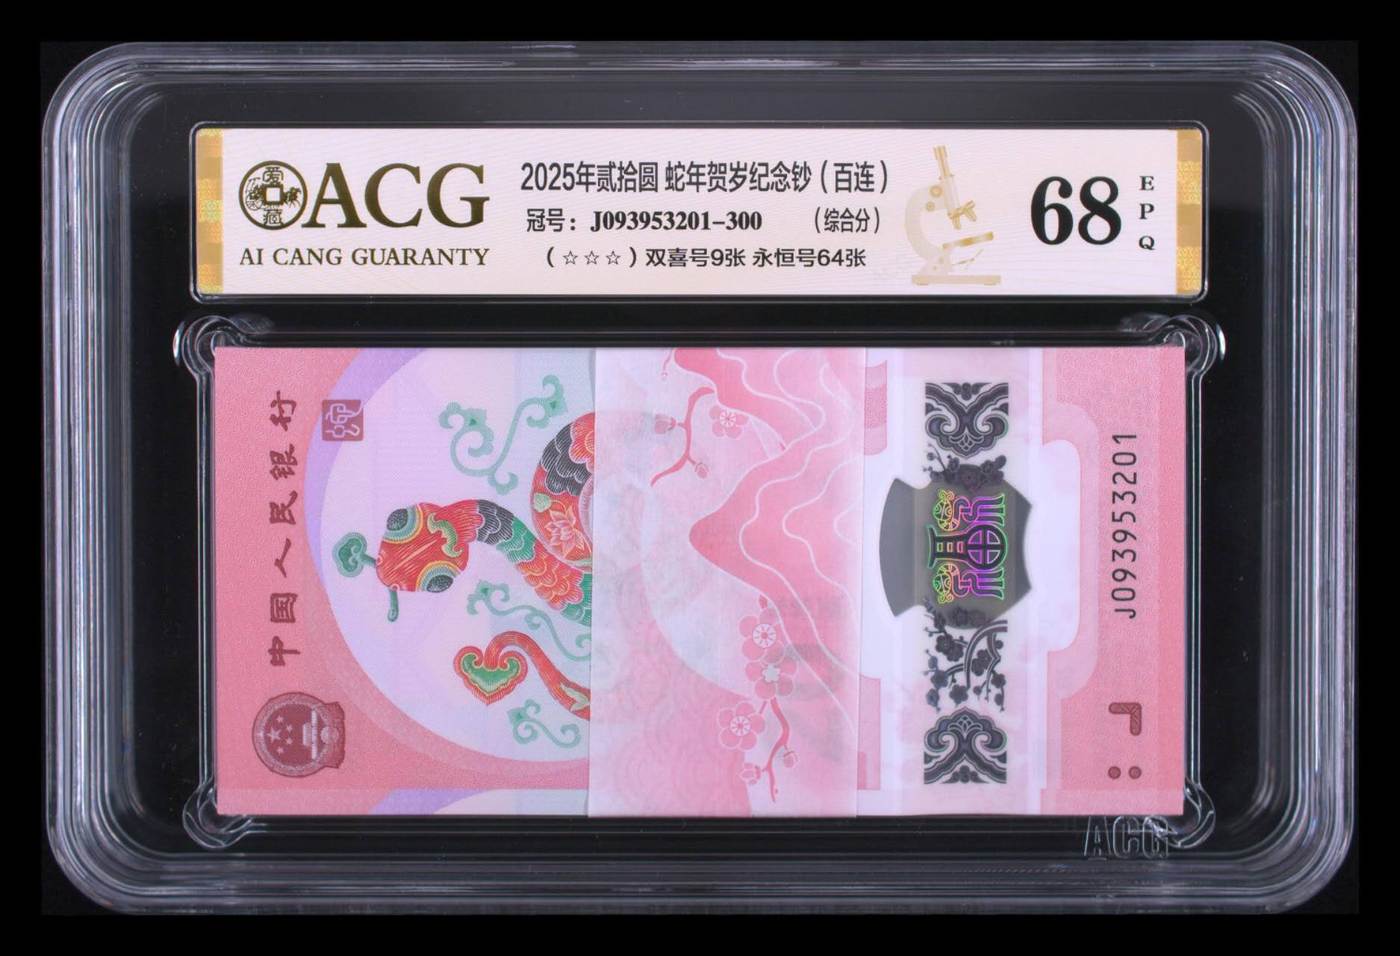 ACG
AI CANG GUARANTY
2025年贰拾圆 蛇年贺岁纪念钞(百连)
冠号:J093953201-300 (综合分)
(☆☆☆)双喜号9张 永恒号64张
68
EPQ
中国人民银行
J093953201
ACG